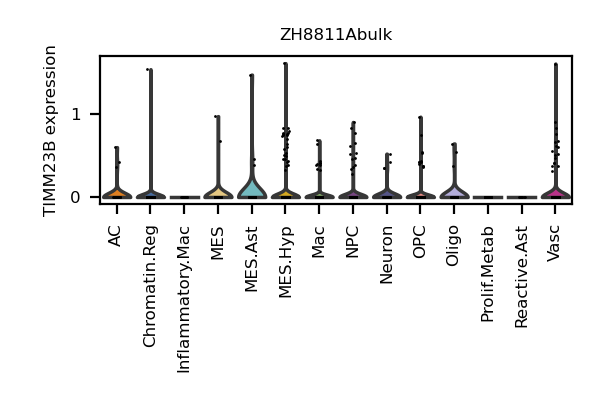 ZH8811Abulk
TIMM23B expression
1
0
AC
Chromatin.Reg
Inflammatory.Mac
MES
MES.Ast
MES.Hyp
Mac
NPC
Neuron
OPC
Oligo
Prolif.Metab
Reactive.Ast
Vasc